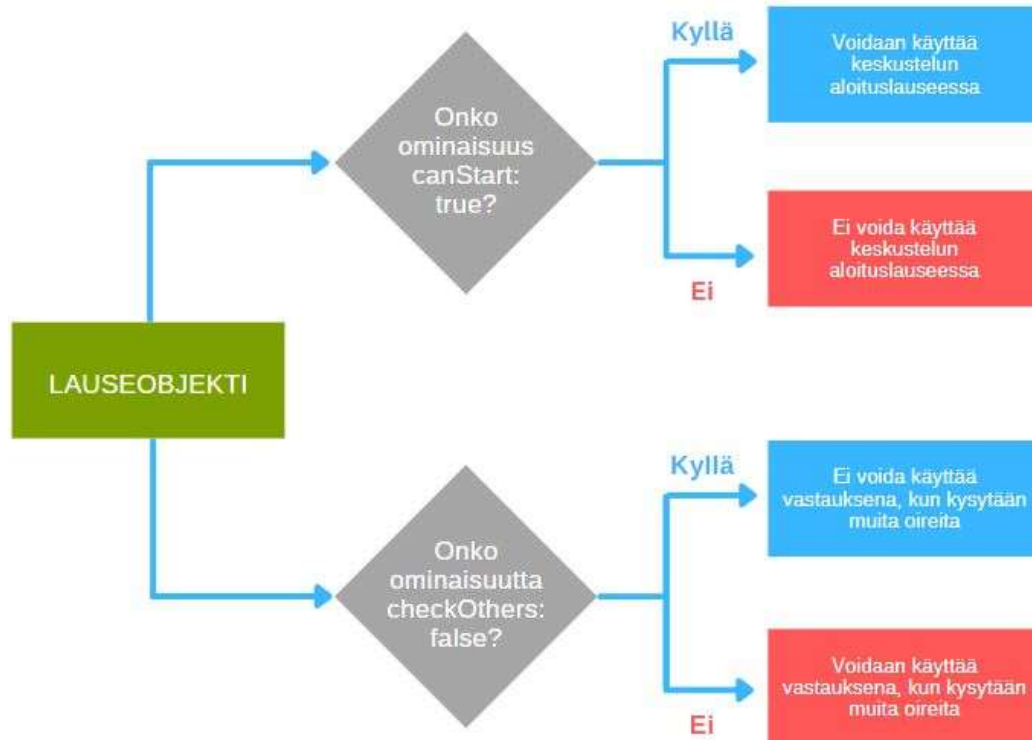 Kyllä
Voidaan käyttää
keskustelun
aloituslauseessa
Onko
ominaisuus
canStart:
true?
Ei voida käyttää
keskustelun
aloituslauseessa
Ei
LAUSEOBJEKTI
Kyllä
Ei voida käyttää
vastauksena, kun kysytään
muita oireita
Onko
ominaisuutta
checkOthers:
false?
Voidaan käyttää
vastauksena, kun kysytään
muita oireita
Ei